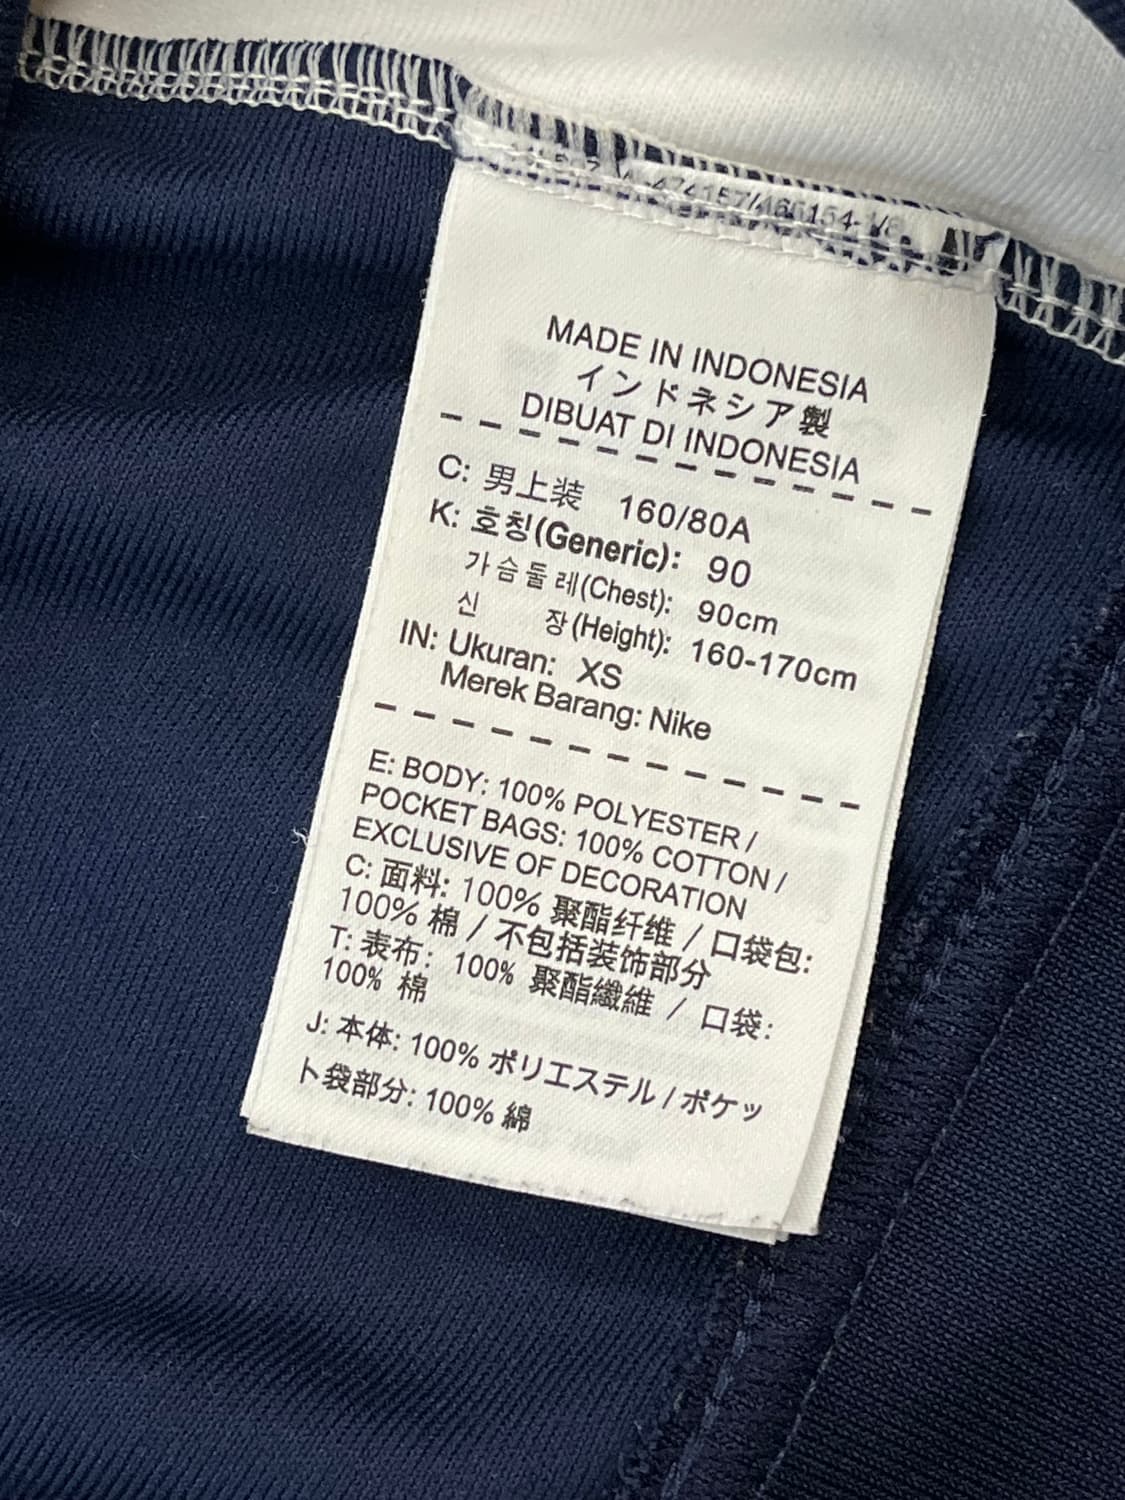 MADE IN INDONESIA
インドネシア製
DIBUAT DI INDONESIA
C: 男上装 160/80A
K: 호칭(Generic): 90
가슴둘레(Chest): 90cm
신 장(Height): 160-170cm
IN: Ukuran: XS
Merek Barang: Nike
E: BODY: 100% POLYESTER /
POCKET BAGS: 100% COTTON /
EXCLUSIVE OF DECORATION
C: 面料: 100% 聚酯纤维 / 口袋包:
100% 棉 / 不包括装饰部分
T: 表布: 100% 聚酯纖維 / 口袋:
100% 棉
J: 本体: 100% ポリエステル / ポケッ
ト袋部分: 100% 綿